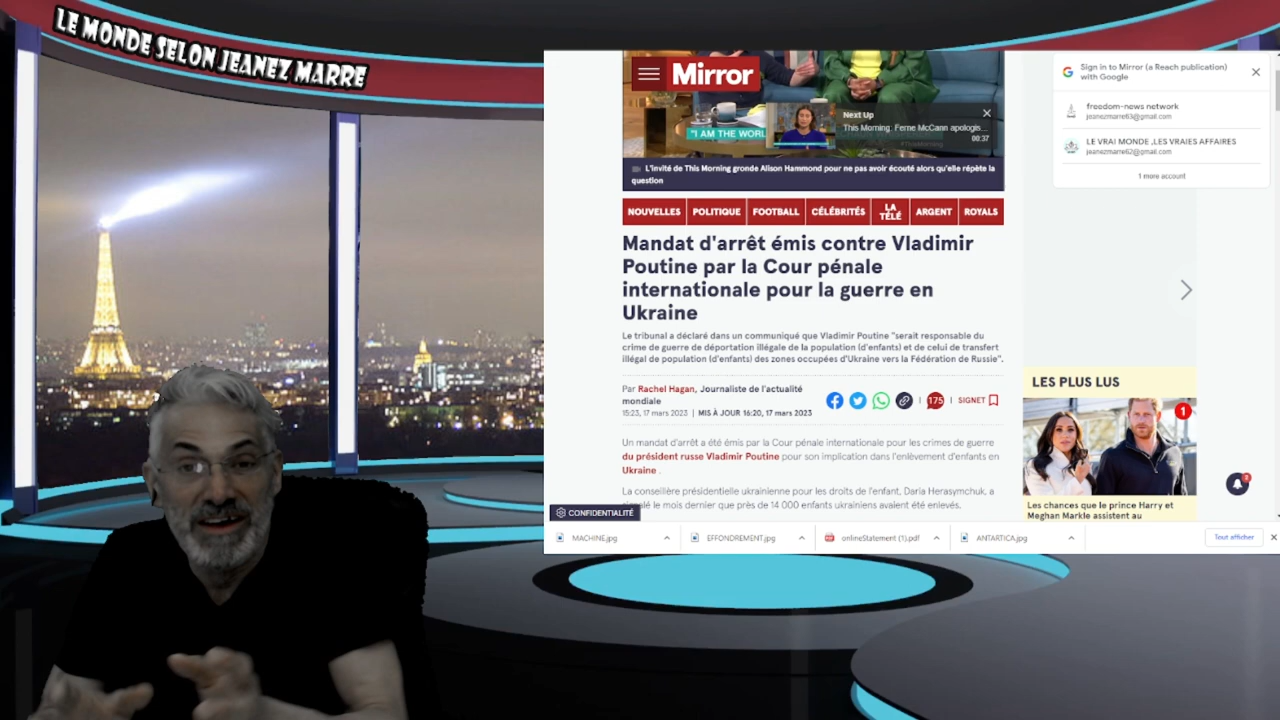 LE MONDE SELON JEANEZ MARRE
Mirror
"I AM THE WORL
Next Up
This Morning: Ferne McCann apologis...
00:37
L'invité de This Morning gronde Alison Hammond pour ne pas avoir écouté alors qu'elle répète la
question
NOUVELLES
POLITIQUE
FOOTBALL
CÉLÉBRITÉS
LA
TÉLÉ
ARGENT
ROYALS
Mandat d'arrêt émis contre Vladimir
Poutine par la Cour pénale
internationale pour la guerre en
Ukraine
Le tribunal a déclaré dans un communiqué que Vladimir Poutine "serait responsable du
crime de guerre de déportation illégale de la population (d'enfants) et de celui de transfert
illégal de population (d'enfants) des zones occupées d'Ukraine vers la Fédération de Russie".
Par Rachel Hagan, Journaliste de l'actualité
mondiale
15:23, 17 mars 2023 | MIS À JOUR 16:20, 17 mars 2023
175
SIGNET
Un mandat d'arrêt a été émis par la Cour pénale internationale pour les crimes de guerre
du président russe Vladimir Poutine pour son implication dans l'enlèvement d'enfants en
Ukraine .
La conseillère présidentielle ukrainienne pour les droits de l'enfant, Daria Herasymchuk, a
lé le mois dernier que près de 14 000 enfants ukrainiens avaient été enlevés.
CONFIDENTIALITÉ
Sign in to Mirror (a Reach publication)
with Google
freedom-news network
jeanezmarre63@gmail.com
LE VRAI MONDE ,LES VRAIES AFFAIRES
jeanezmarre62@gmail.com
1 more account
LES PLUS LUS
1
Les chances que le prince Harry et
Meghan Markle assistent au
MACHINE.jpg
EFFONDREMENT.jpg
onlineStatement (1).pdf
ANTARTICA.jpg
Tout afficher